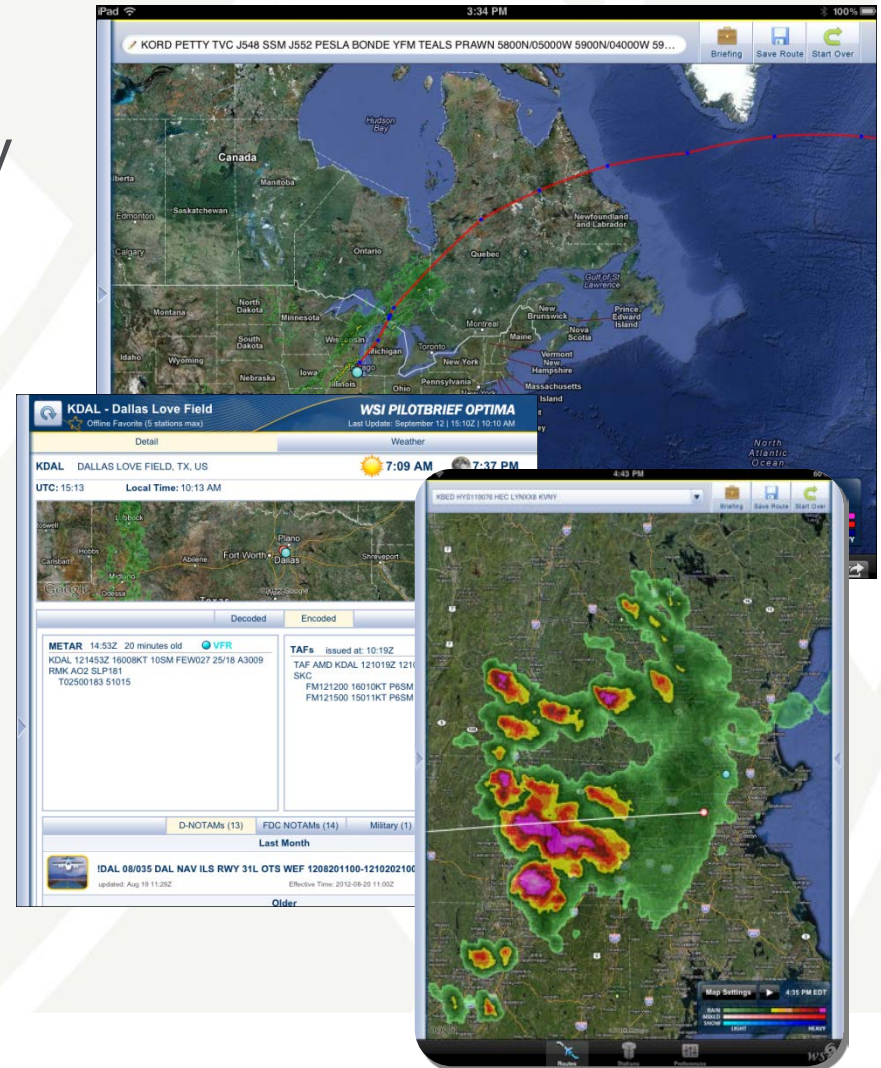 iPad
3:34 PM
100%
KORD PETTY TVC J548 SSM J552 PESLA BONDE YFM TEALS PRAWN 5800N/05000W 5900N/04000W 59…
Briefing
Save Route
Start Over
Hudson
Bay
Canada
Manitoba
Edmonton
Saskatchewan
Calgary
Ontario
Quebec
Newfoundland
and Labrador
Gulf of St
Lawrence
Montana
North
Dakota
Minnesota
South
Dakota
Wisconsin
Michigan
Toronto
Montreal
Maine
New
Brunswick
Nova
Scotia
Prince
Edward
Island
Idaho
Wyoming
Nebraska
Iowa
Illinois
Ohio
Pennsylvania
New York
Vermont
New
Hampshire
Massachusetts
North
Atlantic
Ocean
KDAL - Dallas Love Field
Offline Favorite (5 stations max)
WSI PILOTBRIEF OPTIMA
Last Update: September 12 | 15:10Z | 10:10 AM
Detail
Weather
KDAL DALLAS LOVE FIELD, TX, US
7:09 AM
7:37 PM
UTC: 15:13 Local Time: 10:13 AM
Lubbock
Hobbs
Carlsbad
Midland
Odessa
Abilene
Fort Worth
Plano
Dallas
Shreveport
Texas
Decoded
Encoded
METAR 14:53Z 20 minutes old VFR
KDAL 121453Z 16008KT 10SM FEW027 25/18 A3009
RMK AO2 SLP181
T02500183 51015
TAFs issued at: 10:19Z
TAF AMD KDAL 121019Z 1210
SKC
FM121200 16010KT P6SM
FM121500 15011KT P6SM
D-NOTAMs (13)
FDC NOTAMs (14)
Military (1)
Last Month
!DAL 08/035 DAL NAV ILS RWY 31L OTS WEF 1208201100-1210202100
updated: Aug 19 11:28Z
Effective Time: 2012-08-20 11:00Z
Older
4:43 PM
KBED HYS118076 HEC LYNXX8 KVNY
Briefing
Save Route
Start Over
Map Settings
4:35 PM EDT
RAIN
MIXED
SNOW
LIGHT
HEAVY
Routes
Stations
Preferences
WSI